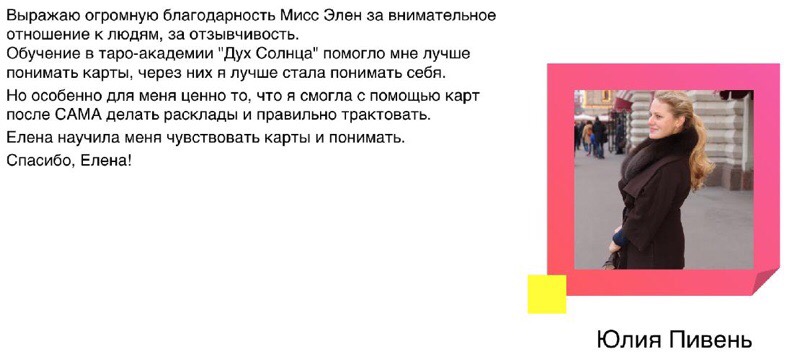 Выражаю огромную благодарность Мисс Элен за внимательное
отношение к людям, за отзывчивость.
Обучение в таро-академии "Дух Солнца" помогло мне лучше
понимать карты, через них я лучше стала понимать себя.
Но особенно для меня ценно то, что я смогла с помощью карт
после САМА делать расклады и правильно трактовать.
Елена научила меня чувствовать карты и понимать.
Спасибо, Елена!
Юлия Пивень